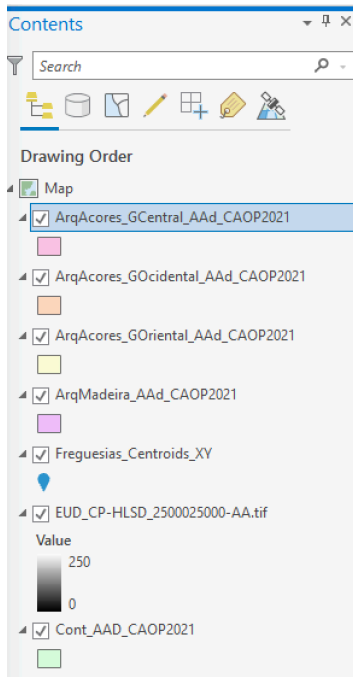 Contents
Search
Drawing Order
Map
ArqAcores_GCentral_AAd_CAOP2021
ArqAcores_GOcidental_AAd_CAOP2021
ArqAcores_GOriental_AAd_CAOP2021
ArqMadeira_AAd_CAOP2021
Freguesias_Centroids_XY
EUD_CP-HLSD_2500025000-AA.tif
Value
250
0
Cont_AAD_CAOP2021